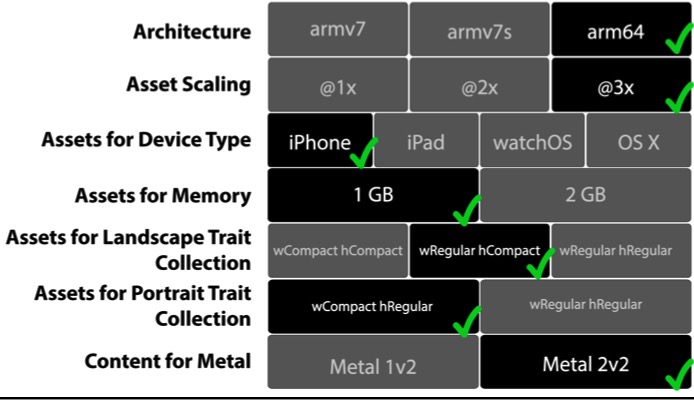 Architecture armv7 armv7s arm64
Asset Scaling @1x @2x @3x
Assets for Device Type iPhone iPad watchOS OS X
Assets for Memory 1 GB 2 GB
Assets for Landscape Trait
Collection wCompact hCompact wRegular hCompact wRegular hRegular
Assets for Portrait Trait
Collection wCompact hRegular wRegular hRegular
Content for Metal Metal 1v2 Metal 2v2